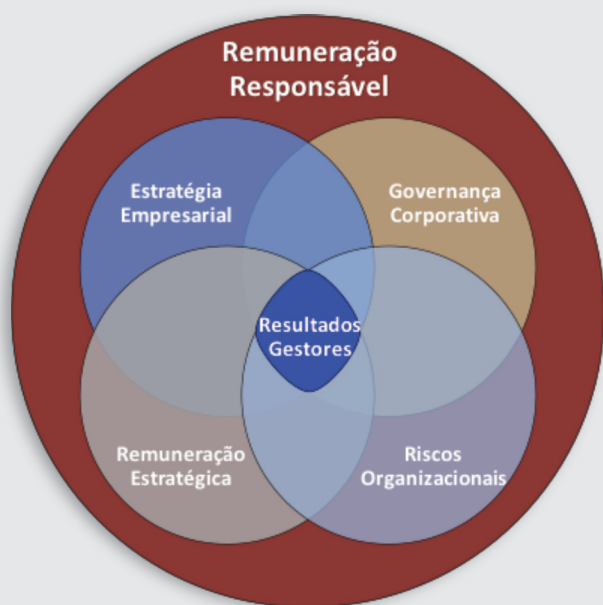 Remuneração
Responsável
Estratégia
Empresarial
Governança
Corporativa
Resultados
Gestores
Remuneração
Estratégica
Riscos
Organizacionais